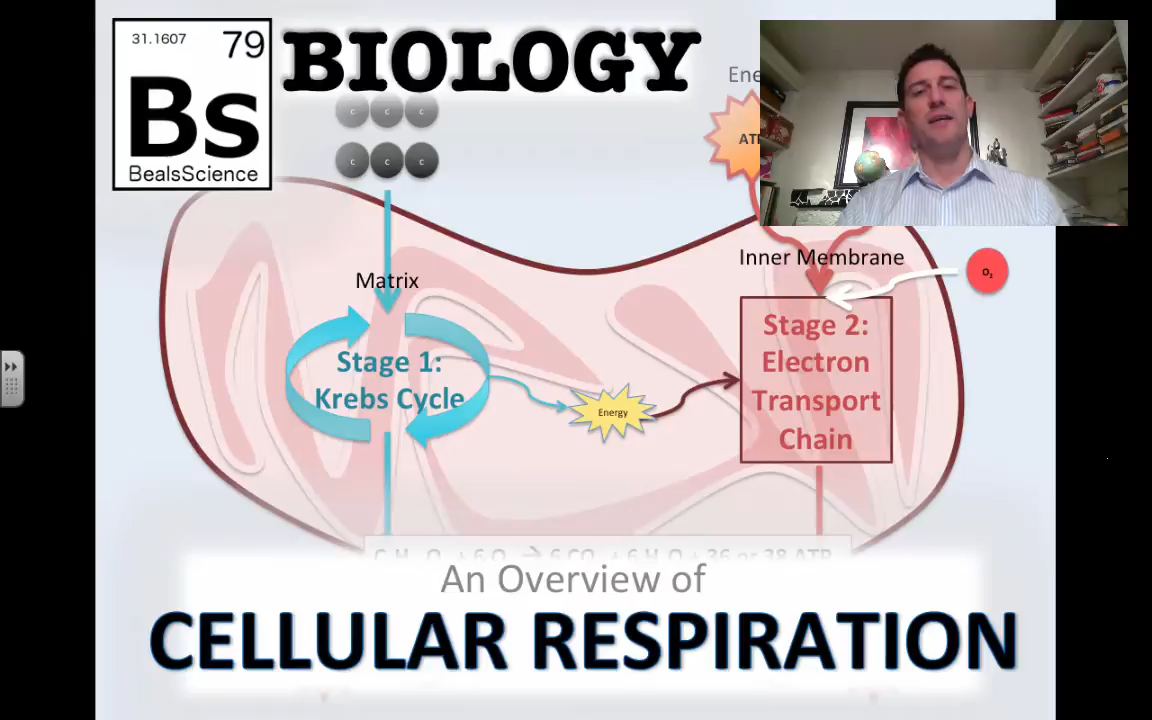 31.1607 79
Bs
BealsScience
BIOLOGY
C C C
C C C
Matrix
Stage 1:
Krebs Cycle
Energy
Inner Membrane
O₂
Stage 2:
Electron
Transport
Chain
An Overview of
CELLULAR RESPIRATION